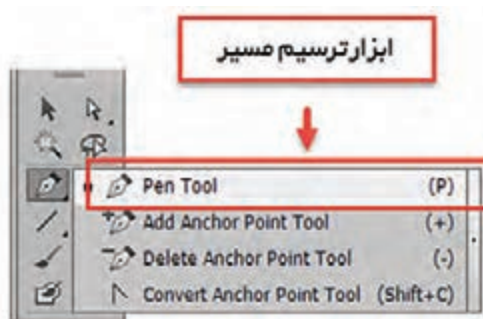 ابزارترسیم مسیر
Pen Tool (P)
Add Anchor Point Tool (+)
Delete Anchor Point Tool (-)
Convert Anchor Point Tool (Shift+C)